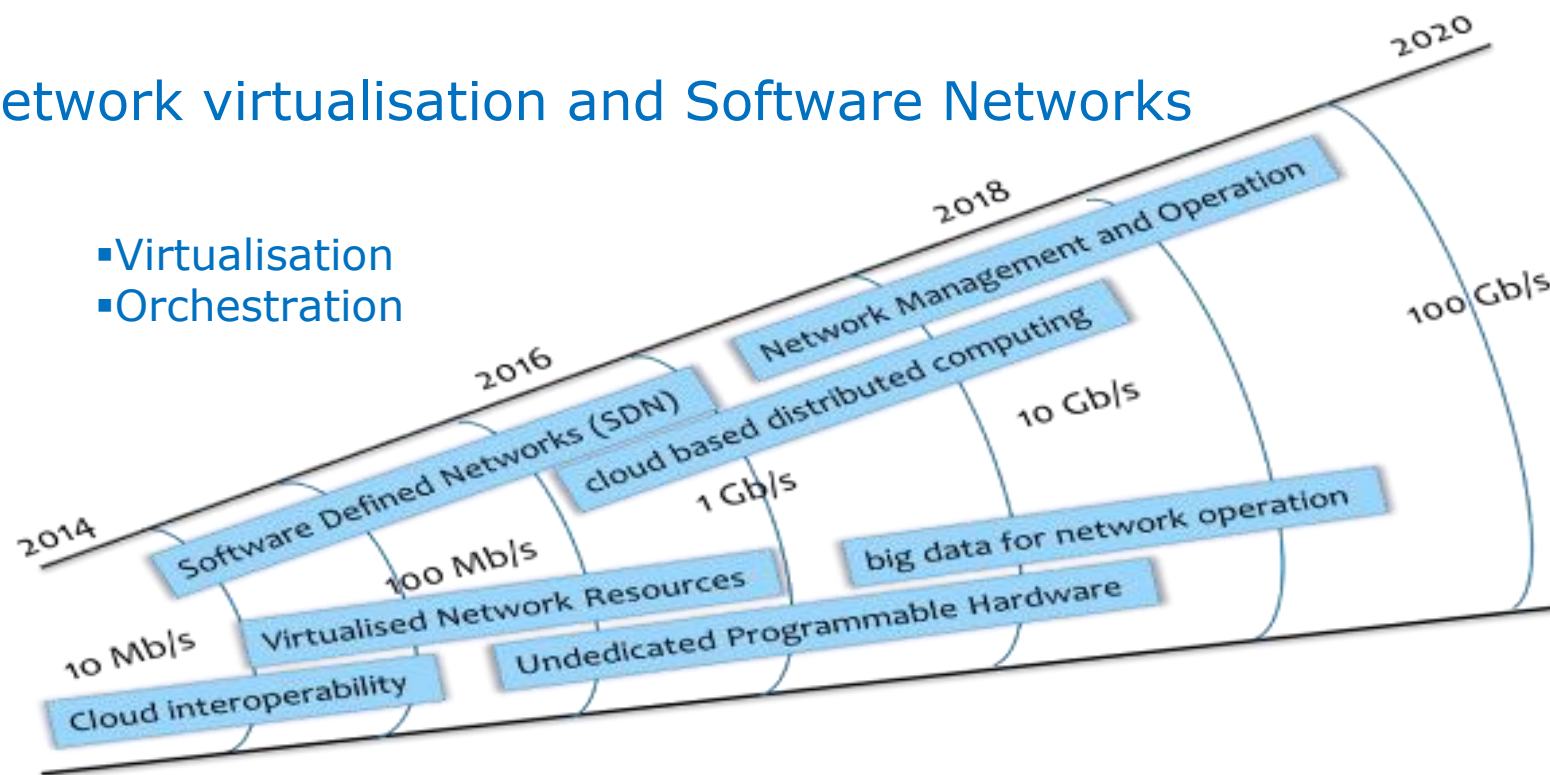 etwork virtualisation and Software Networks
▪Virtualisation
▪Orchestration
2014
2016
2018
2020
Network Management and Operation
Software Defined Networks (SDN)
cloud based distributed computing
big data for network operation
Virtualised Network Resources
Undedicated Programmable Hardware
Cloud interoperability
10 Mb/s
100 Mb/s
1 Gb/s
10 Gb/s
100 Gb/s